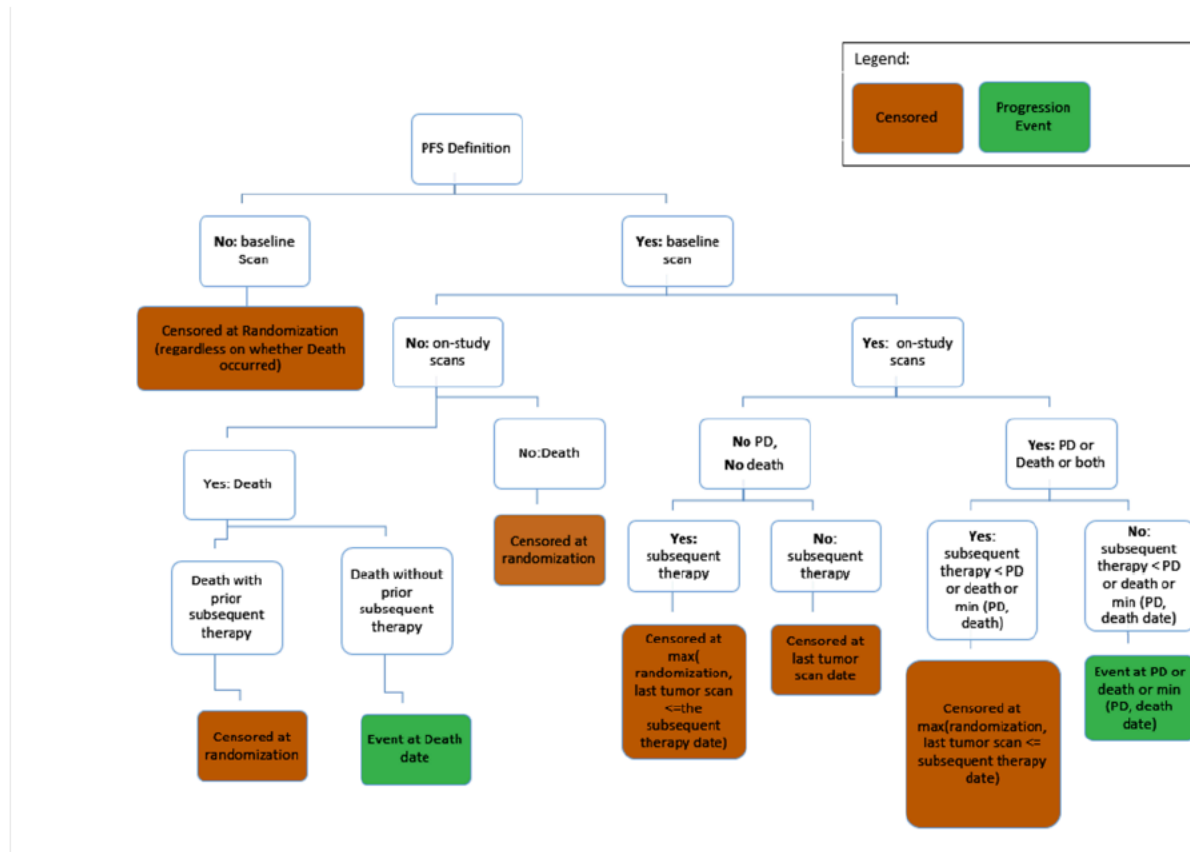 Legend:
Censored
Progression
Event
PFS Definition
No: baseline
Scan
Yes: baseline
scan
Censored at Randomization
(regardless on whether Death
occurred)
No: on-study
scans
Yes: on-study
scans
Yes: Death
No:Death
No PD,
No death
Yes: PD or
Death or both
Censored at
randomization
Yes:
subsequent
therapy
No:
subsequent
therapy
Yes:
subsequent
therapy < PD
or death or
min (PD,
death)
No:
subsequent
therapy < PD
or death or
min (PD,
death date)
Death with
prior
subsequent
therapy
Death without
prior
subsequent
therapy
Censored at
max(
randomization,
last tumor scan
<=the
subsequent
therapy date)
Censored at
last tumor
scan date
Censored at
max(randomization,
last tumor scan <=
subsequent therapy
date)
Event at PD or
death or min
(PD, death
date)
Censored at
randomization
Event at Death
date